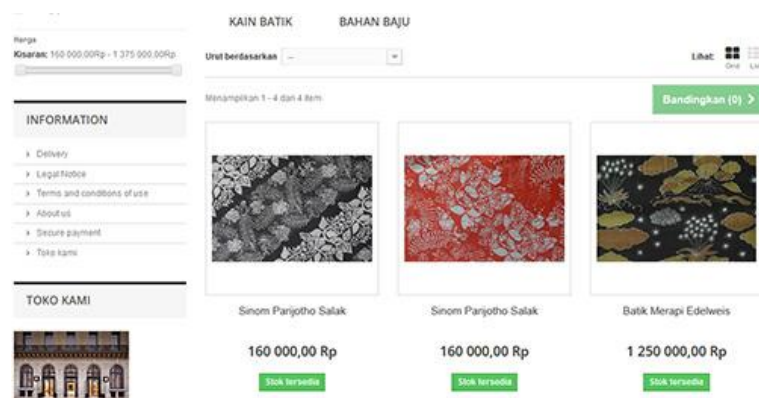 KAIN BATIK BAHAN BAJU
Harga
Kisaran: 160 000,00Rp - 1 375 000,00Rp
Urut berdasarkan --
Lihat: Grid
Menampilkan 1 - 4 dari 4 item
Bandingkan (0)
INFORMATION
Delivery
Legal Notice
Terms and conditions of use
About us
Secure payment
Toko kami
TOKO KAMI
Sinom Parijotho Salak
160 000,00 Rp
Stok tersedia
Sinom Parijotho Salak
160 000,00 Rp
Stok tersedia
Batik Merapi Edelweis
1 250 000,00 Rp
Stok tersedia